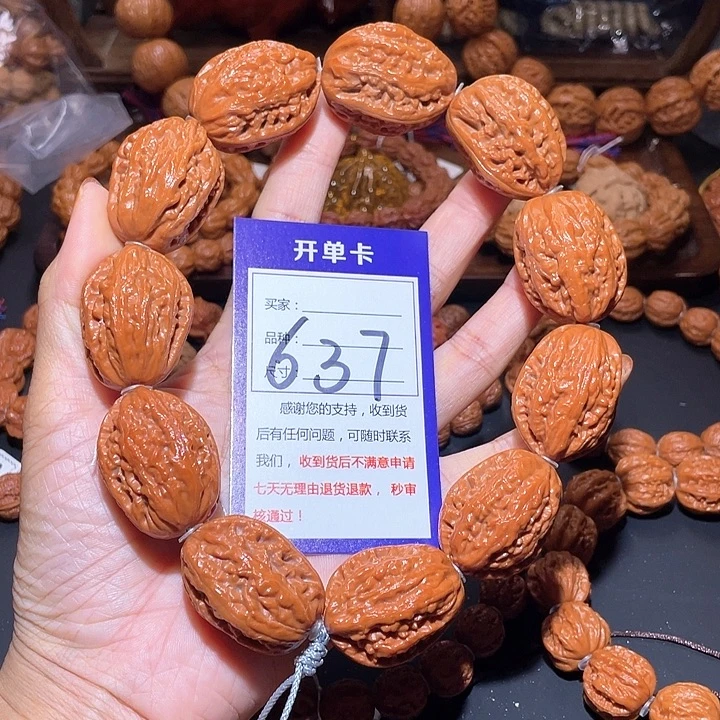 开单卡
买家：
品种：
637
尺寸：
感谢您的支持，收到货
后有任何问题，可随时联系
我们，收到货后不满意申请
七天无理由退货退款，秒审
核通过！